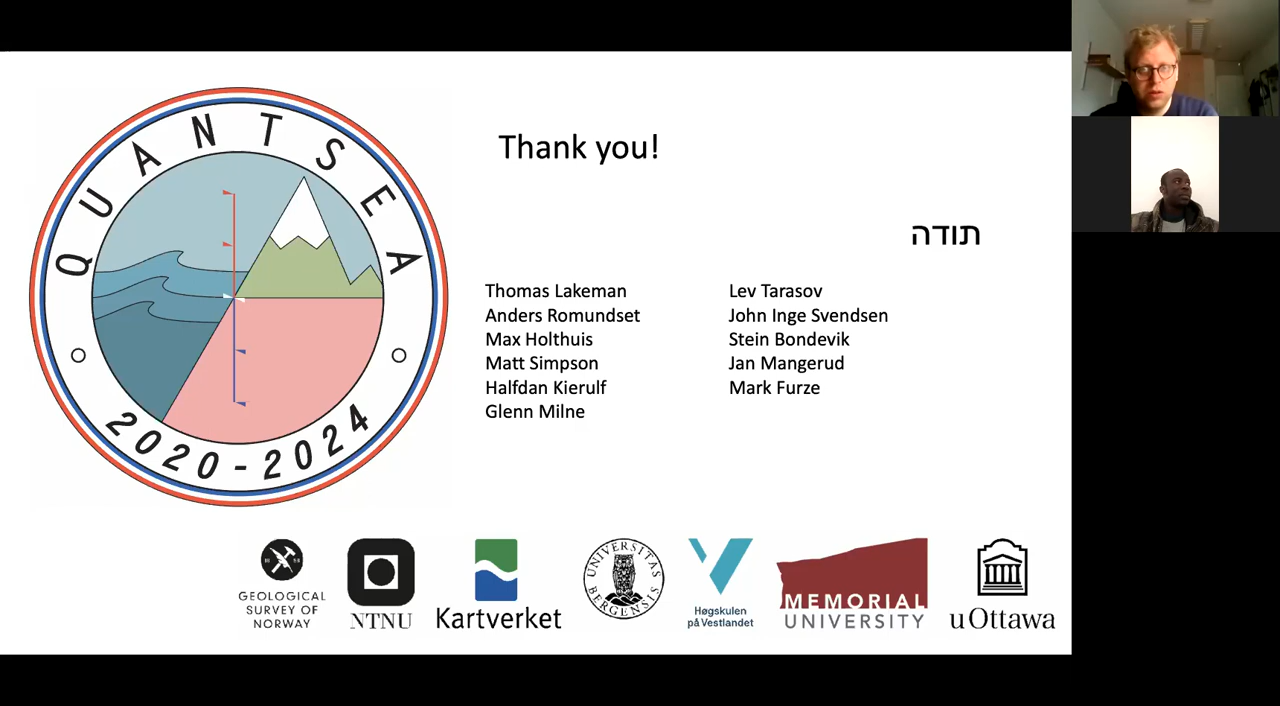 QUANTSEA
2020-2024
Thank you!
תודה
Thomas Lakeman
Anders Romundset
Max Holthuis
Matt Simpson
Halfdan Kierulf
Glenn Milne
Lev Tarasov
John Inge Svendsen
Stein Bondevik
Jan Mangerud
Mark Furze
GEOLOGICAL
SURVEY OF
NORWAY
NTNU
Kartverket
UNIVERSITAS
BERGENSIS
Høgskulen
på Vestlandet
MEMORIAL
UNIVERSITY
uOttawa